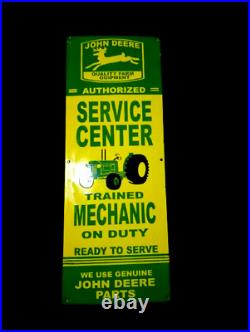 JOHN DEERE
QUALITY FARM
EQUIPMENT
AUTHORIZED
SERVICE
CENTER
TRAINED
MECHANIC
ON DUTY
READY TO SERVE
WE USE GENUINE
JOHN DEERE
PARTS